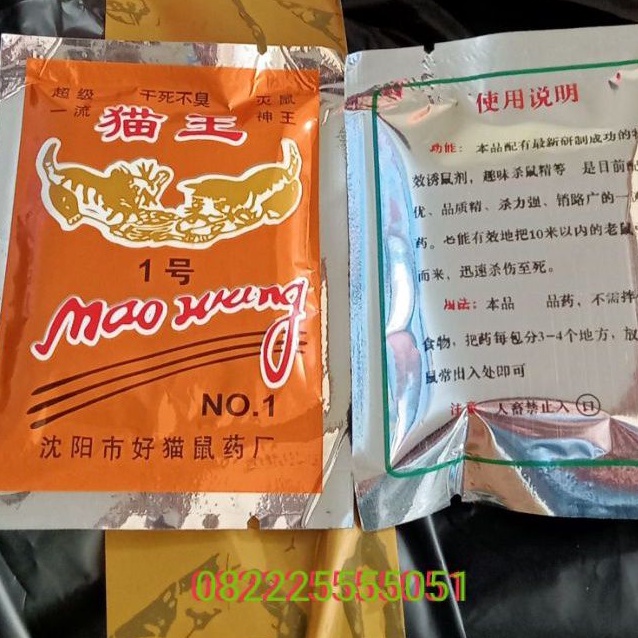 超级
一流
干死不臭
灵鼠
神王
猫王
1号
mao wang
NO.1
沈阳市好猫鼠药厂
使用说明
功能: 本品配有最新研制成功的特
效诱鼠剂，趣味杀鼠精等 是目前配
优、品质精、杀力强、销路广的一
药。 能有效地把10米以内的老鼠
而来，迅速杀伤至死。
用法: 本品 品药，不需拌
食物，把药每包分3-4个地方，放
鼠常出入处即可
注意 人畜禁止入口
082225555051